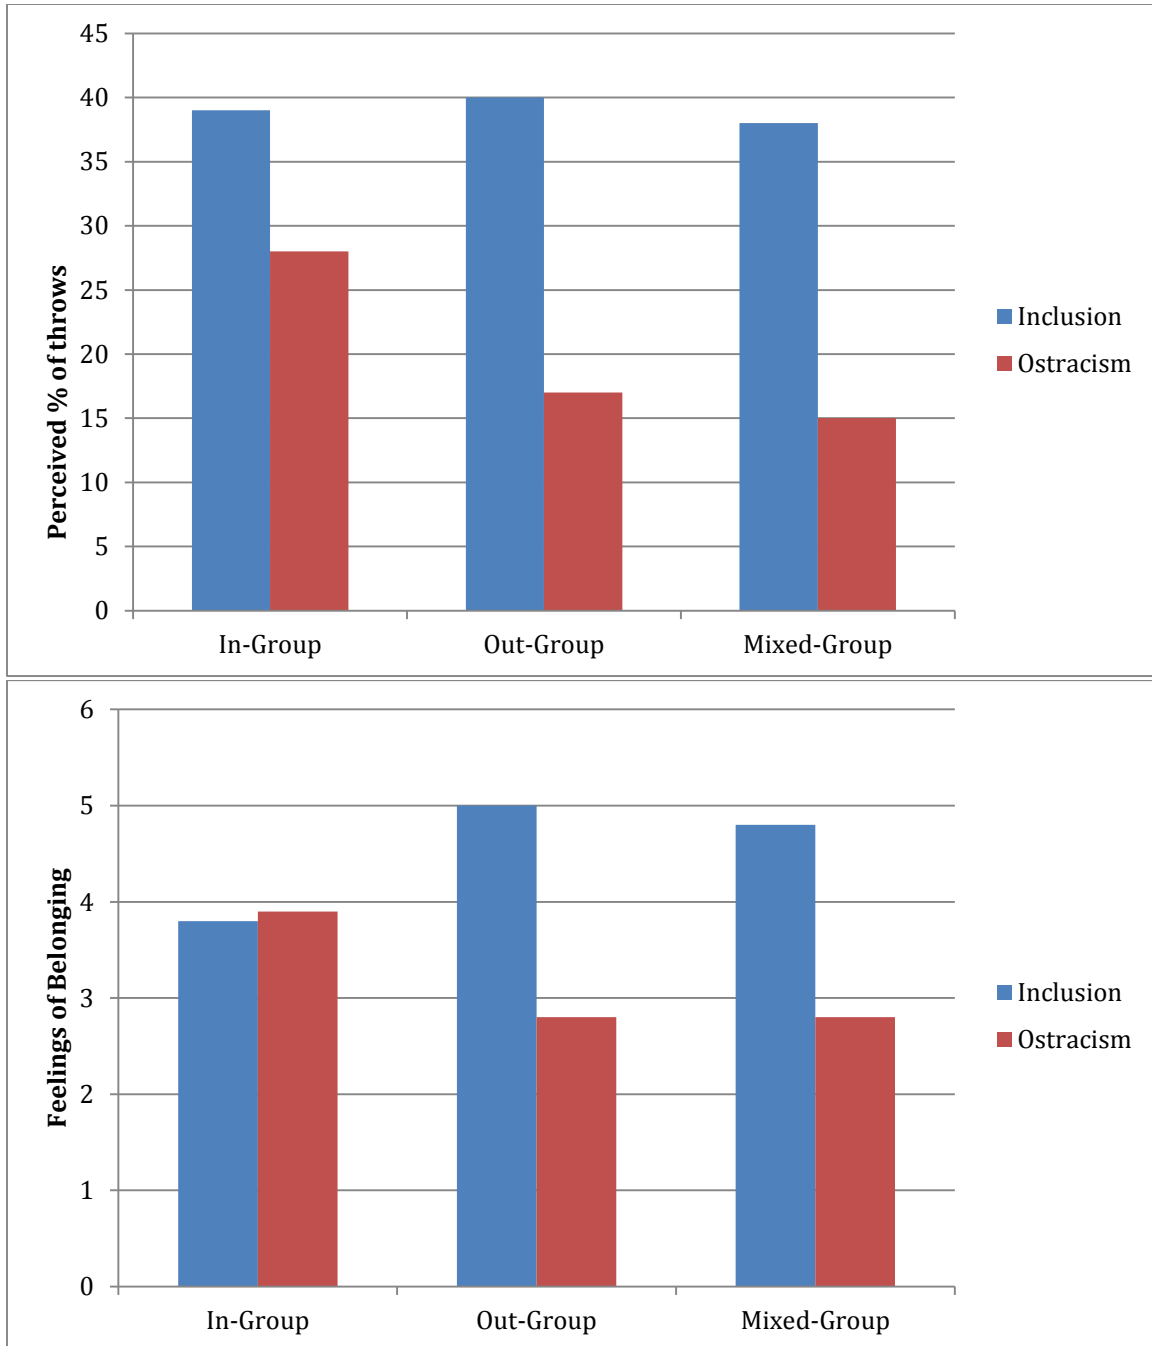 45
40
35
30
25
20
15
10
5
0
Perceived % of throws
In-Group Out-Group Mixed-Group
Inclusion
Ostracism
6
5
4
3
2
1
0
Feelings of Belonging
In-Group Out-Group Mixed-Group
Inclusion
Ostracism